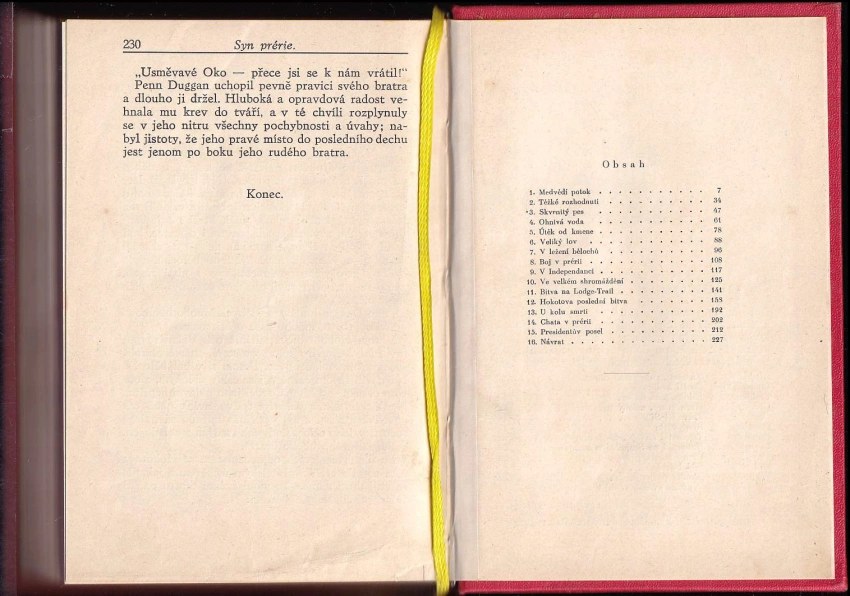 230 Syn prérie.
„Usměvavé Oko — přece jsi se k nám vrátil!"
Penn Duggan uchopil pevně pravici svého bratra
a dlouho ji držel. Hluboká a opravdová radost ve-
hnala mu krev do tváří, a v té chvíli rozplynuly
se v jeho nitru všechny pochybnosti a úvahy; na-
byl jistoty, že jeho pravé místo do posledního dechu
jest jenom po boku jeho rudého bratra.
Konec.
Obsah
1. Medvědí potok . . . . . . . . . . . 7
2. Těžké rozhodnutí . . . . . . . . . . . 34
3. Skvrnitý pes . . . . . . . . . . . 47
4. Ohnivá voda . . . . . . . . . . . 61
5. Útěk od kmene . . . . . . . . . . . 78
6. Veliký lov . . . . . . . . . . . 88
7. V ležení bělochů . . . . . . . . . . . 96
8. Boj v prérii . . . . . . . . . . . 108
9. V Independanci . . . . . . . . . . . 117
10. Ve velkém shromáždění . . . . . . . . 125
11. Bitva na Lodge-Trail . . . . . . . . . 141
12. Hokotova poslední bitva . . . . . . . 158
13. U kolu smrti . . . . . . . . . . . 192
14. Chata v prérii . . . . . . . . . . . 202
15. Presidentův posel . . . . . . . . . . 212
16. Návrat . . . . . . . . . . . . . 227